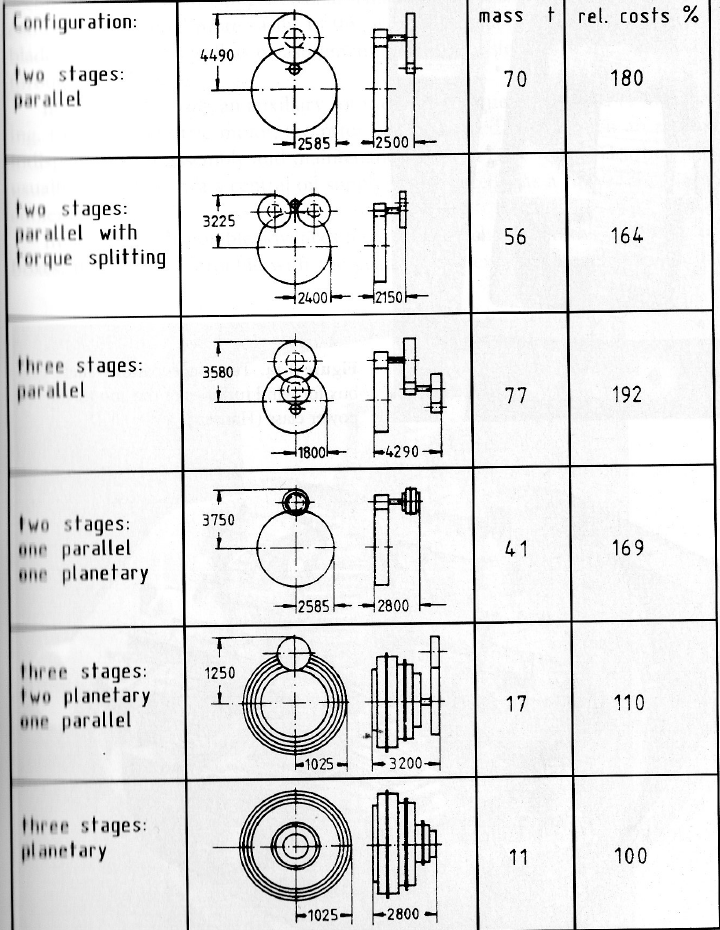 Configuration:
mass t
rel. costs %
two stages:
parallel
4490
2585
2500
70
180
two stages:
parallel with
torque splitting
3225
2400
2150
56
164
three stages:
parallel
3580
1800
4290
77
192
two stages:
one parallel
one planetary
3750
2585
2800
41
169
three stages:
two planetary
one parallel
1250
1025
3200
17
110
three stages:
planetary
1025
2800
11
100